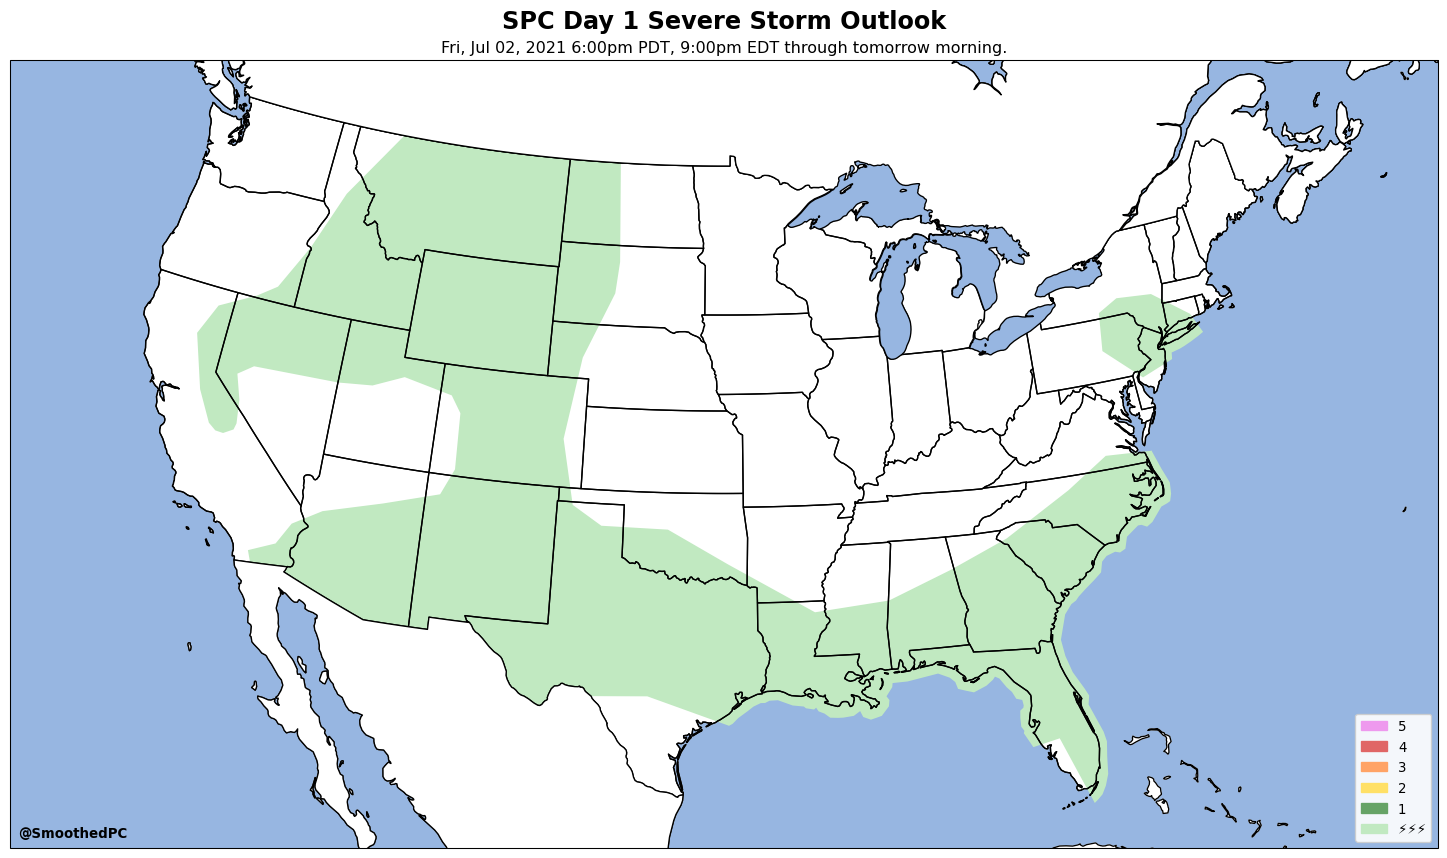 SPC Day 1 Severe Storm Outlook
Fri, Jul 02, 2021 6:00pm PDT, 9:00pm EDT through tomorrow morning.
5
4
3
2
1
⚡⚡⚡
@SmoothedPC